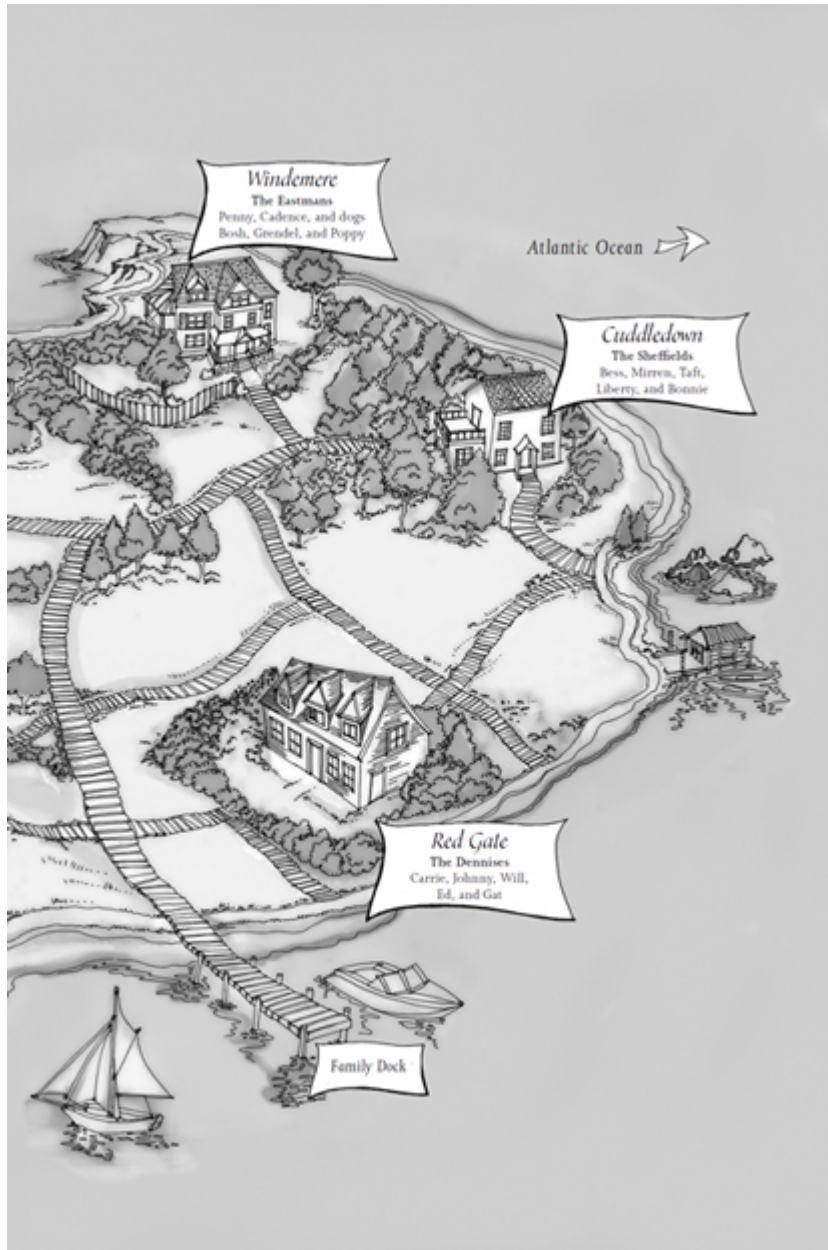 Windemere
The Eastmans
Penny, Cadence, and dogs
Bosh, Grendel, and Poppy
Atlantic Ocean
Cuddledown
The Sheffields
Bess, Mirren, Taft,
Liberty, and Bonnie
Red Gate
The Dennises
Carrie, Johnny, Will,
Ed, and Gat
Family Dock